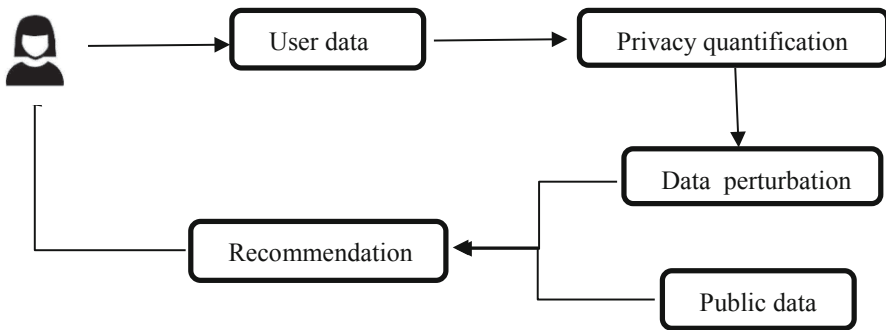 User data
Privacy quantification
Data perturbation
Recommendation
Public data